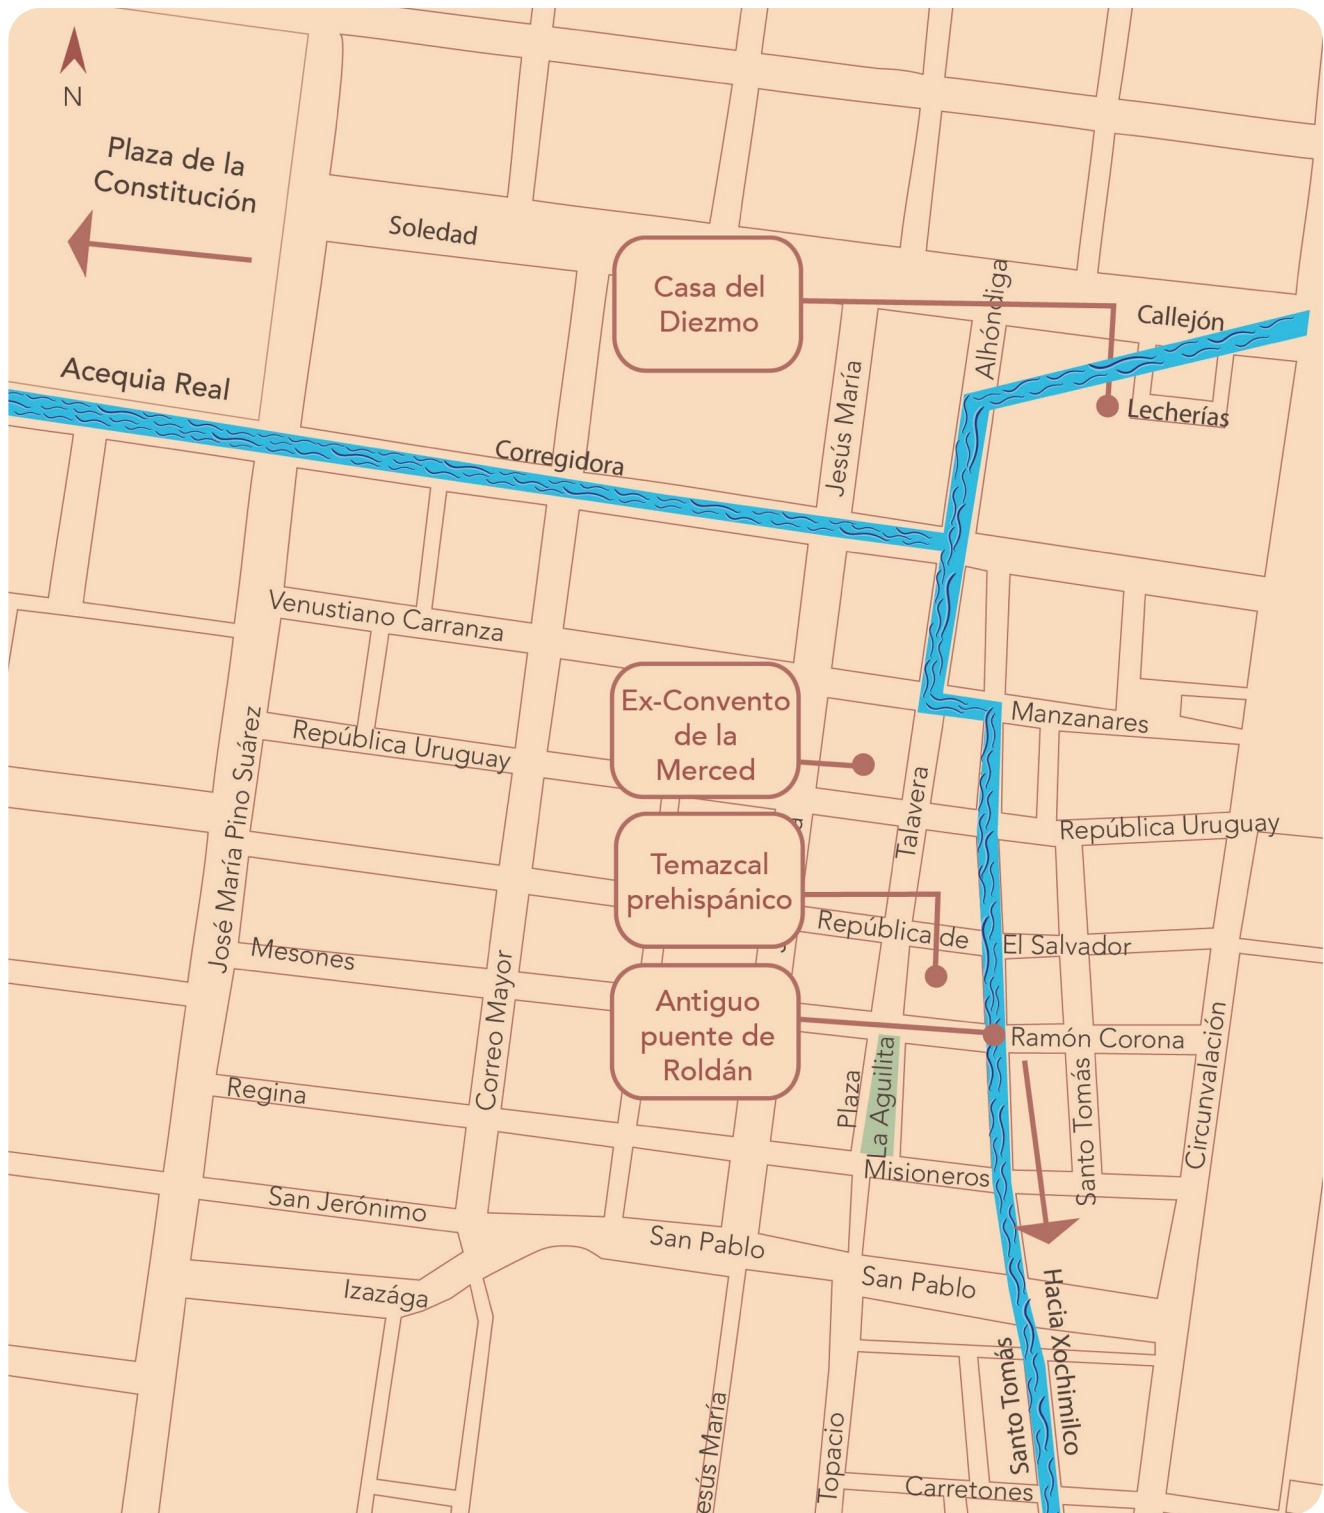 N
Plaza de la
Constitución
Soledad
Casa del
Diezmo
Alhóndiga
Callejón
Acequia Real
Jesús María
Lecherías
Corregidora
Venustiano Carranza
Ex-Convento
de la
Merced
Manzanares
República Uruguay
José María Pino Suárez
Talavera
República Uruguay
Temazcal
prehispánico
República de
El Salvador
Mesones
Correo Mayor
Antiguo
puente de
Roldán
Ramón Corona
Circunvalación
Plaza
La Aguilita
Santo Tomás
Regina
Misioneros
San Jerónimo
San Pablo
San Pablo
Izazága
Hacia Xochimilco
Santo Tomás
esús María
Topacio
Carretones